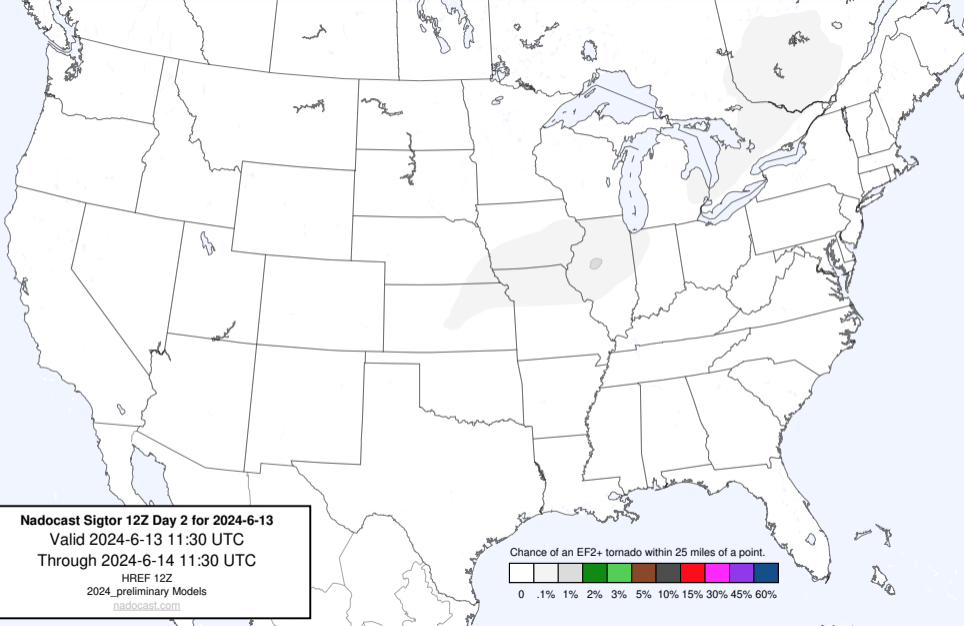 Nadocast Sigtor 12Z Day 2 for 2024-6-13
Valid 2024-6-13 11:30 UTC
Through 2024-6-14 11:30 UTC
HREF 12Z
2024_preliminary Models
nadocast.com
Chance of an EF2+ tornado within 25 miles of a point.
0 .1% 1% 2% 3% 5% 10% 15% 30% 45% 60%